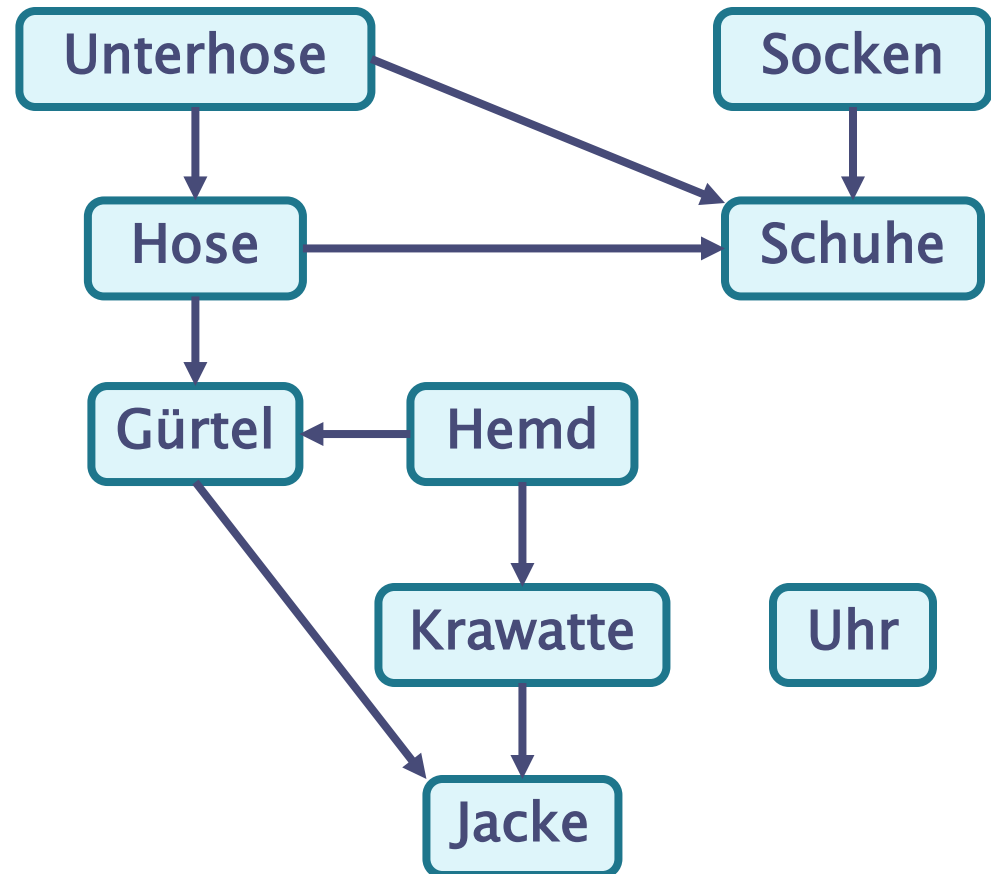 Unterhose
Socken
Hose
Schuhe
Gürtel
Hemd
Krawatte
Uhr
Jacke